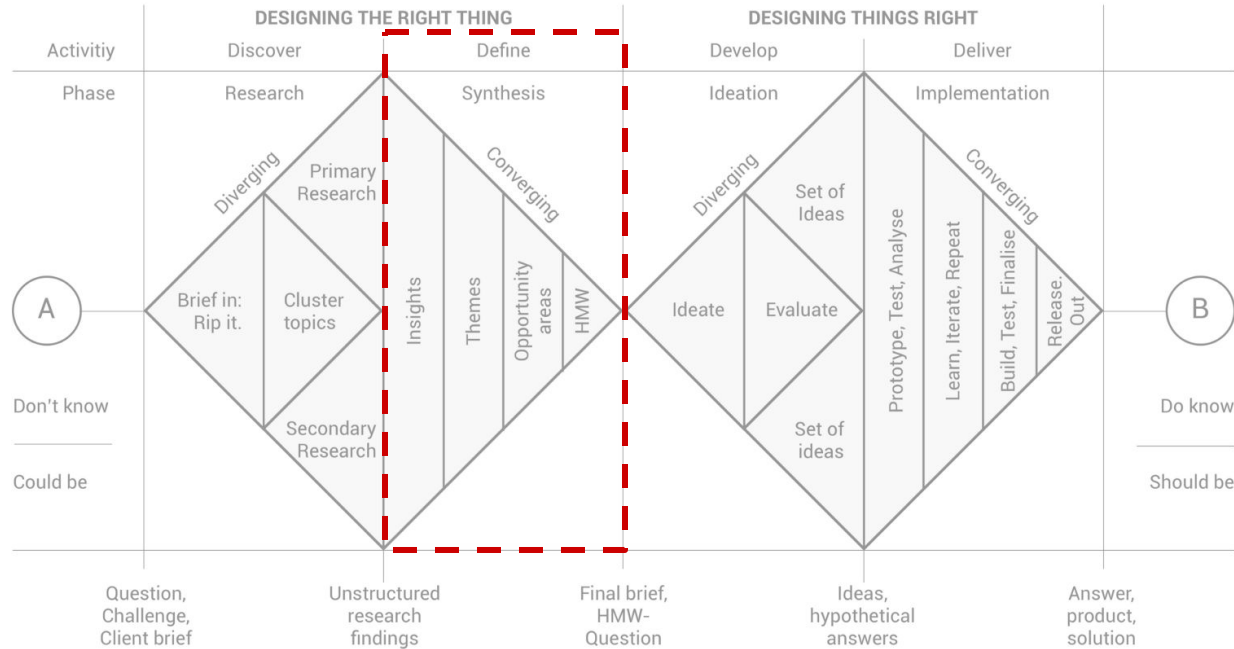 DESIGNING THE RIGHT THING
DESIGNING THINGS RIGHT
Activitiy
Discover
Define
Develop
Deliver
Phase
Research
Synthesis
Ideation
Implementation
Diverging
Primary
Research
Converging
Diverging
Set of
Ideas
Converging
A
Brief in:
Rip it.
Cluster
topics
Insights
Themes
Opportunity
areas
HMW
Ideate
Evaluate
Prototype, Test, Analyse
Learn, Iterate, Repeat
Build, Test, Finalise
Release.
Out
B
Don't know
Could be
Secondary
Research
Set of
ideas
Do know
Should be
Question,
Challenge,
Client brief
Unstructured
research
findings
Final brief,
HMW-
Question
Ideas,
hypothetical
answers
Answer,
product,
solution